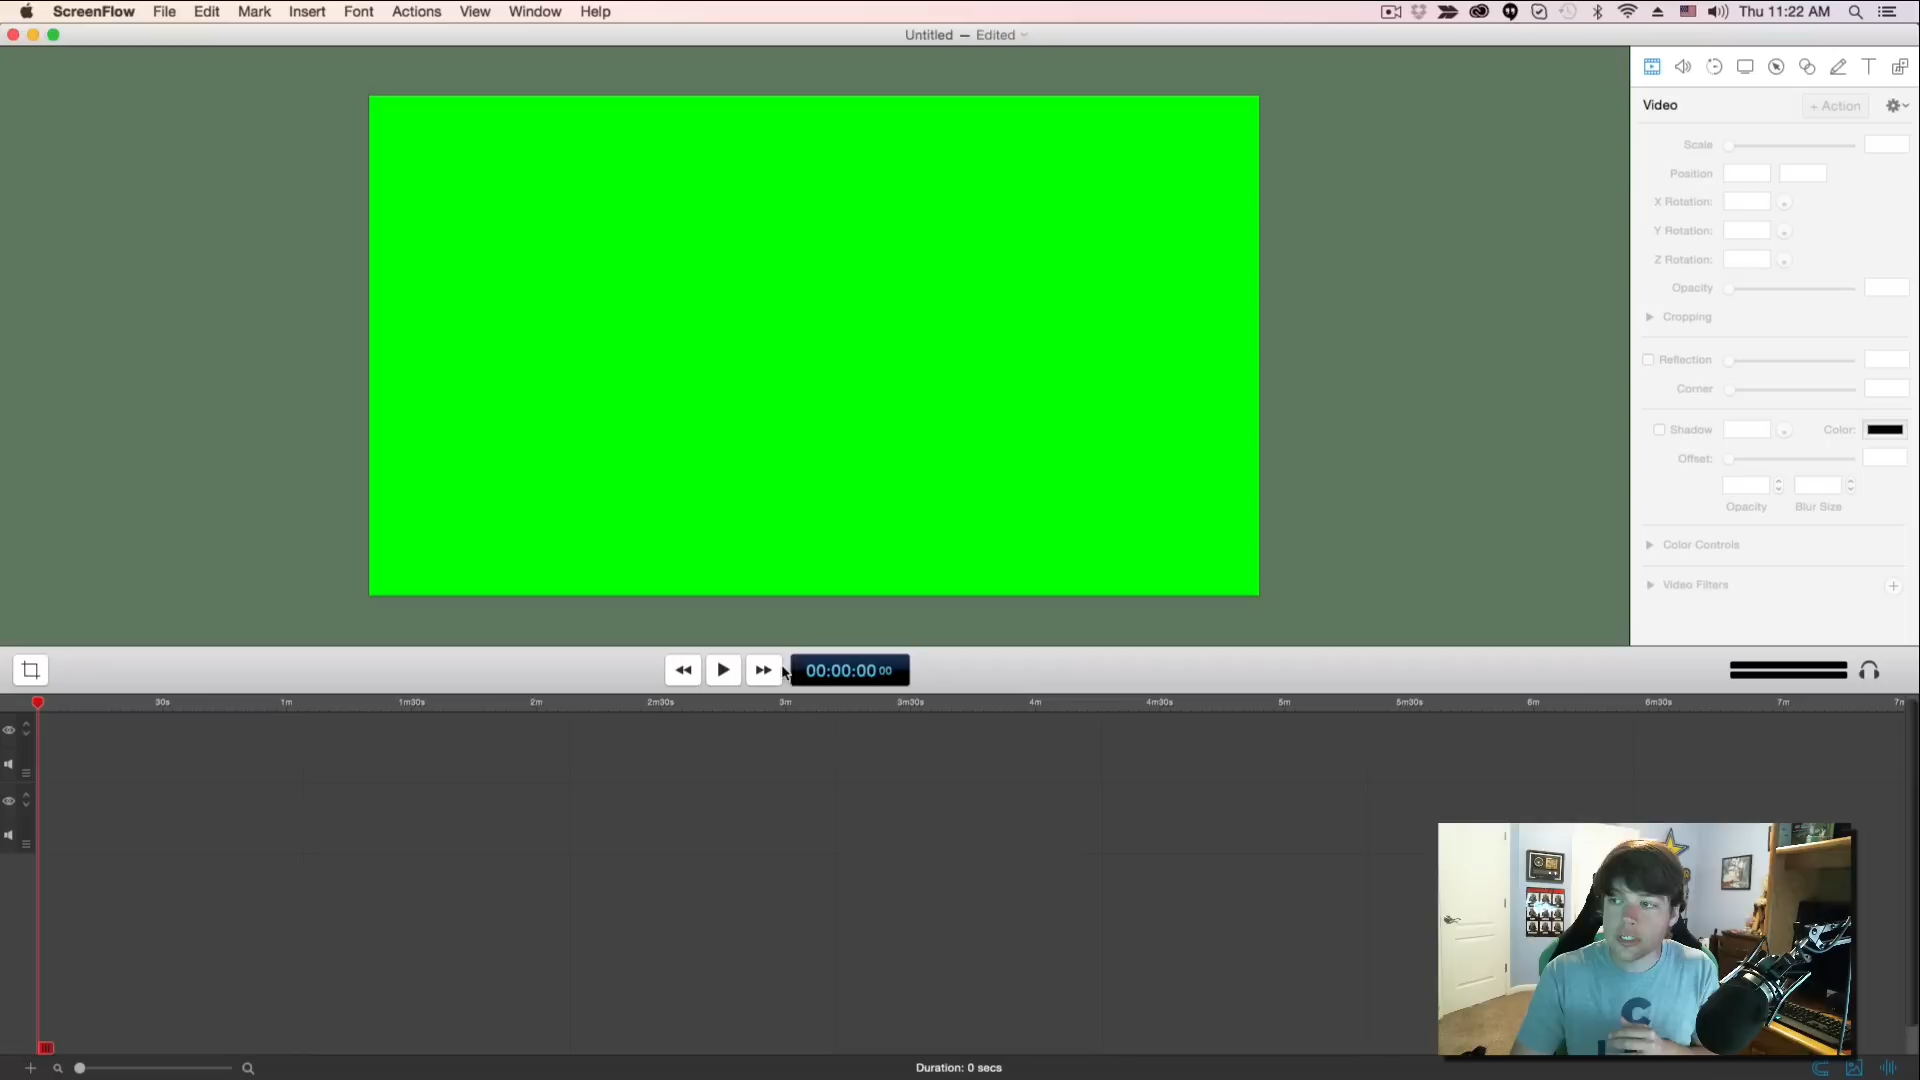 ScreenFlow File Edit Mark Insert Font Actions View Window Help Thu 11:22 AM
Untitled — Edited
Video + Action
Scale
Position
X Rotation:
Y Rotation:
Z Rotation:
Opacity
Cropping
Reflection
Corner
Shadow Color:
Offset:
Opacity Blur Size
Color Controls
Video Filters
00:00:00 00
30s 1m 1m30s 2m 2m30s 3m 3m30s 4m 4m30s 5m 5m30s 6m 6m30s 7m
C
Duration: 0 secs